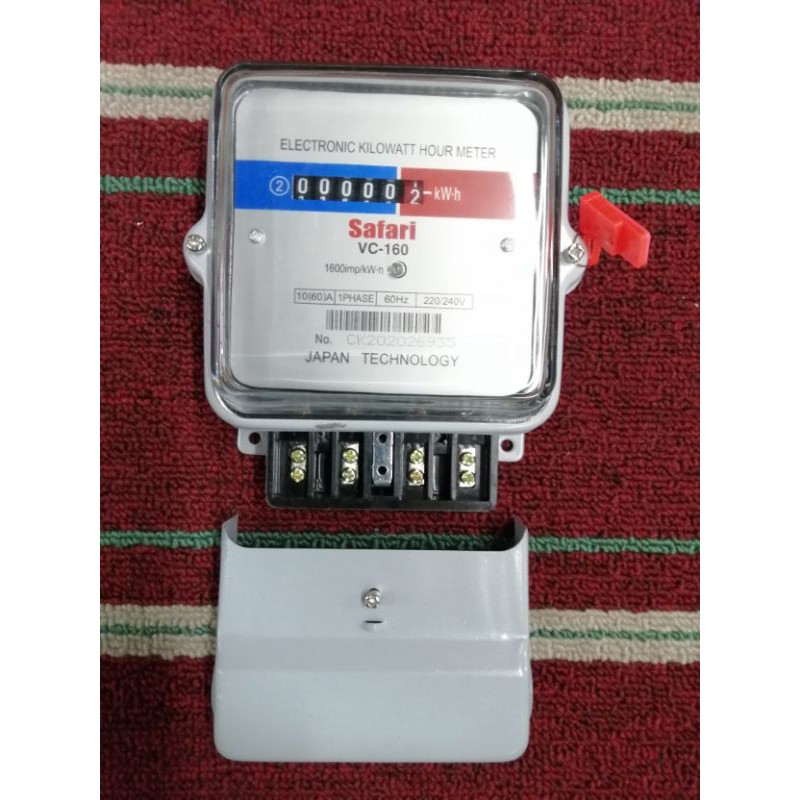 ELECTRONIC KILOWATT HOUR METER
② 00000 2 kW·h
Safari
VC-160
1600imp/kW·h
10(60)A 1PHASE 60Hz 220/240V
No. CK202026935
JAPAN TECHNOLOGY